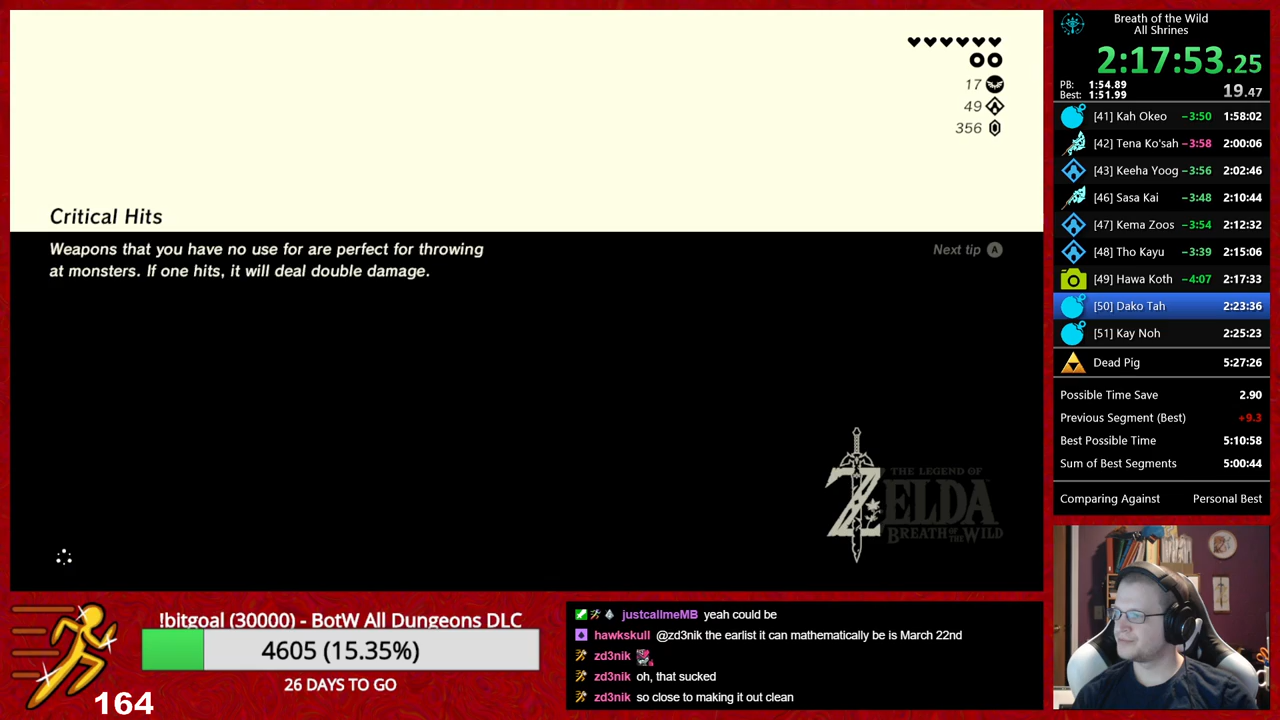 17
49
356
Critical Hits
Weapons that you have no use for are perfect for throwing
at monsters. If one hits, it will deal double damage.
Next tip A
THE LEGEND OF
ZELDA
BREATH OF THE WILD
Breath of the Wild
All Shrines
2:17:53.25
PB: 1:54.89
Best: 1:51.99
19.47
[41] Kah Okeo -3:50 1:58:02
[42] Tena Ko'sah -3:58 2:00:06
[43] Keeha Yoog -3:56 2:02:46
[46] Sasa Kai -3:48 2:10:44
[47] Kema Zoos -3:54 2:12:32
[48] Tho Kayu -3:39 2:15:06
[49] Hawa Koth -4:07 2:17:33
[50] Dako Tah 2:23:36
[51] Kay Noh 2:25:23
Dead Pig 5:27:26
Possible Time Save 2.90
Previous Segment (Best) +9.3
Best Possible Time 5:10:58
Sum of Best Segments 5:00:44
Comparing Against Personal Best
164
!bitgoal (30000) - BotW All Dungeons DLC
4605 (15.35%)
26 DAYS TO GO
justcallmeMB yeah could be
hawkskull @zd3nik the earlist it can mathematically be is March 22nd
zd3nik
zd3nik oh, that sucked
zd3nik so close to making it out clean